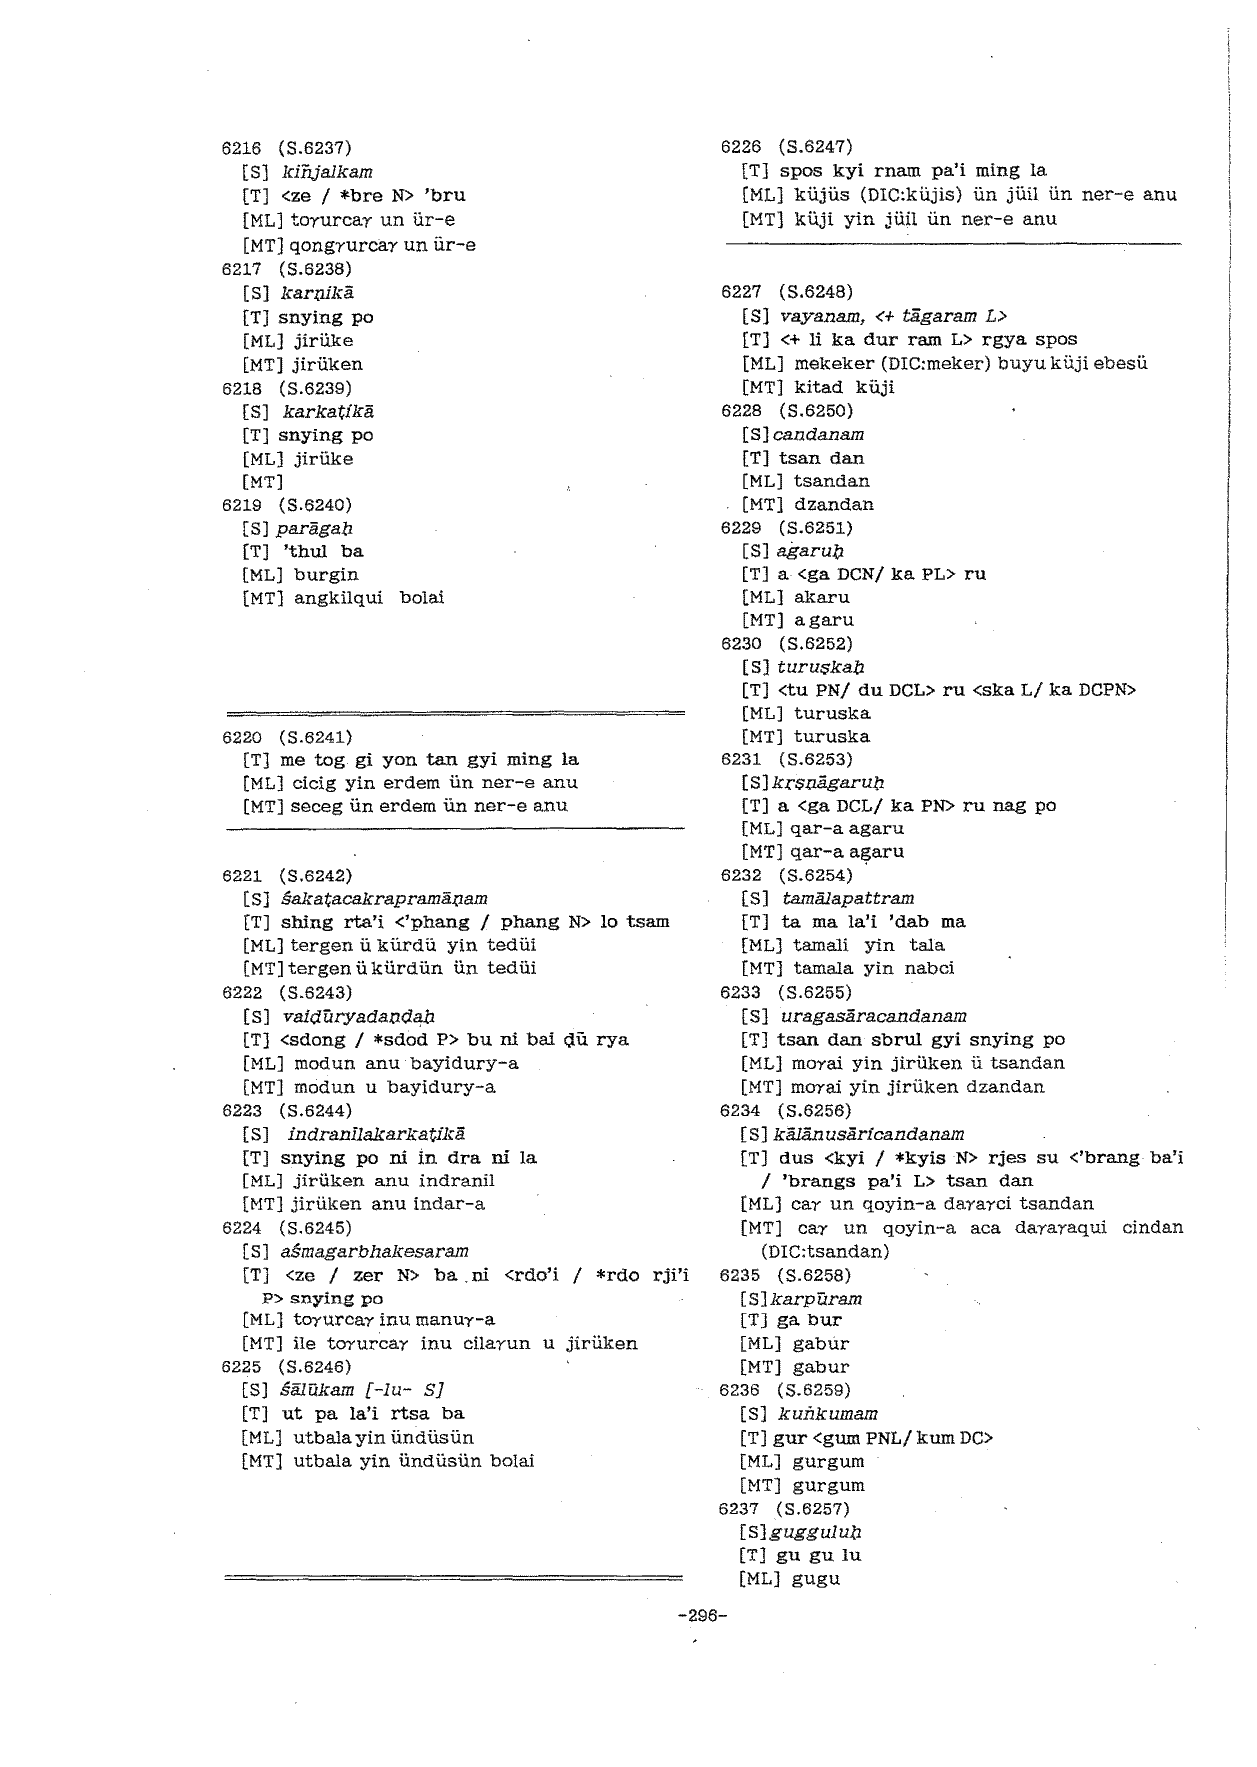 6216 (S.6237)
[S] kiñjalkam
[T] <ze / *bre N> 'bru
[ML] toγurcaγ un ür-e
[MT] qongγurcaγ un ür-e
6217 (S.6238)
[S] karṇikā
[T] snying po
[ML] jirüke
[MT] jirüken
6218 (S.6239)
[S] karkaṭikā
[T] snying po
[ML] jirüke
[MT]
6219 (S.6240)
[S] parāgaḥ
[T] 'thul ba
[ML] burgin
[MT] angkilqui bolai
6220 (S.6241)
[T] me tog gi yon tan gyi ming la
[ML] cicig yin erdem ün ner-e anu
[MT] seceg ün erdem ün ner-e anu
6221 (S.6242)
[S] śakaṭacakrapramāṇam
[T] shing rta'i <'phang / phang N> lo tsam
[ML] tergen ü kürdü yin tedüi
[MT] tergen ü kürdün ün tedüi
6222 (S.6243)
[S] vaiḍūryadaṇḍaḥ
[T] <sdong / *sdod P> bu ni bai ḍū rya
[ML] modun anu bayidury-a
[MT] modun u bayidury-a
6223 (S.6244)
[S] indranīlakarkaṭikā
[T] snying po ni in dra nī la
[ML] jirüken anu indranil
[MT] jirüken anu indar-a
6224 (S.6245)
[S] aśmagarbhakesaram
[T] <ze / zer N> ba ni <rdo'i / *rdo rji'i
P> snying po
[ML] toγurcaγ inu manuγ-a
[MT] ile toγurcaγ inu cilaγun u jirüken
6225 (S.6246)
[S] śālūkam [-lu- S]
[T] ut pa la'i rtsa ba
[ML] utbala yin ündüsün
[MT] utbala yin ündüsün bolai
6226 (S.6247)
[T] spos kyi rnam pa'i ming la
[ML] küjüs (DIC:küjis) ün jüil ün ner-e anu
[MT] küji yin jüil ün ner-e anu
6227 (S.6248)
[S] vayanam, <+ tāgaram L>
[T] <+ li ka dur ram L> rgya spos
[ML] mekeker (DIC:meker) buyu küji ebesü
[MT] kitad küji
6228 (S.6250)
[S] candanam
[T] tsan dan
[ML] tsandan
[MT] dzandan
6229 (S.6251)
[S] agaruḥ
[T] a <ga DCN/ ka PL> ru
[ML] akaru
[MT] agaru
6230 (S.6252)
[S] turuṣkaḥ
[T] <tu PN/ du DCL> ru <ska L/ ka DCPN>
[ML] turuska
[MT] turuska
6231 (S.6253)
[S] kṛṣṇāgaruḥ
[T] a <ga DCL/ ka PN> ru nag po
[ML] qar-a agaru
[MT] qar-a agaru
6232 (S.6254)
[S] tamālapattram
[T] ta ma la'i 'dab ma
[ML] tamali yin tala
[MT] tamala yin nabci
6233 (S.6255)
[S] uragasāracandanam
[T] tsan dan sbrul gyi snying po
[ML] moγai yin jirüken ü tsandan
[MT] moγai yin jirüken dzandan
6234 (S.6256)
[S] kālānusāricandanam
[T] dus <kyi / *kyis N> rjes su <'brang ba'i
/ 'brangs pa'i L> tsan dan
[ML] caγ un qoyin-a daγaγci tsandan
[MT] caγ un qoyin-a aca daγaγaqui cindan
(DIC:tsandan)
6235 (S.6258)
[S] karpūram
[T] ga bur
[ML] gabur
[MT] gabur
6236 (S.6259)
[S] kuṅkumam
[T] gur <gum PNL/ kum DC>
[ML] gurgum
[MT] gurgum
6237 (S.6257)
[S] gugguluḥ
[T] gu gu lu
[ML] gugu
-296-